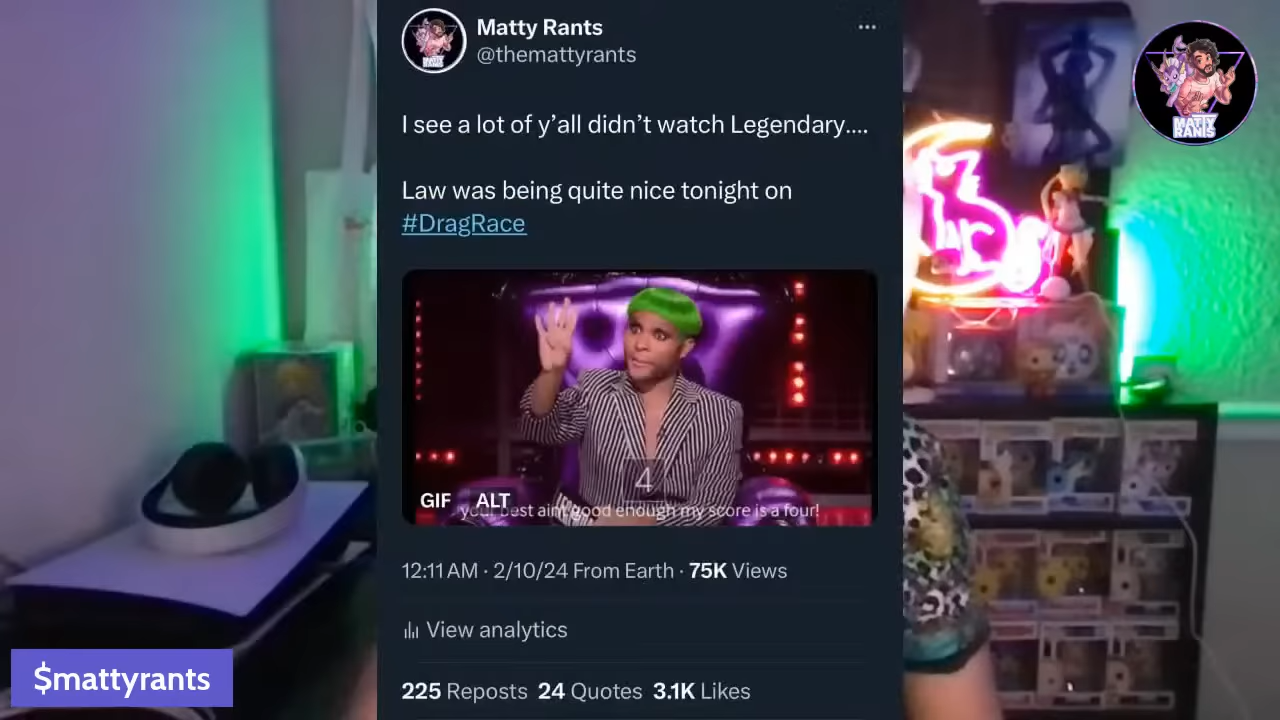 Matty Rants
@themattyrants
I see a lot of y’all didn’t watch Legendary....
Law was being quite nice tonight on
#DragRace
4
GIF ALT
your best aint good enough my score is a four!
12:11 AM · 2/10/24 From Earth · 75K Views
View analytics
225 Reposts 24 Quotes 3.1K Likes
MATTY
RANTS
$mattyrants